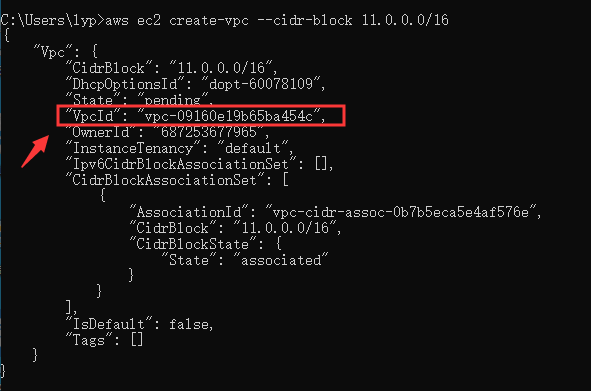 C:\Users\lyp>aws ec2 create-vpc --cidr-block 11.0.0.0/16
{
"Vpc": {
"CidrBlock": "11.0.0.0/16",
"DhcpOptionsId": "dopt-60078109",
"State": "pending",
"VpcId": "vpc-09160e19b65ba454c",
"OwnerId": "687253677965",
"InstanceTenancy": "default",
"Ipv6CidrBlockAssociationSet": [],
"CidrBlockAssociationSet": [
{
"AssociationId": "vpc-cidr-assoc-0b7b5eca5e4af576e",
"CidrBlock": "11.0.0.0/16",
"CidrBlockState": {
"State": "associated"
}
}
],
"IsDefault": false,
"Tags": []
}
}